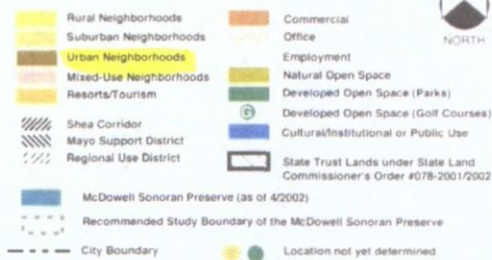 Rural Neighborhoods
Suburban Neighborhoods
Urban Neighborhoods
Mixed-Use Neighborhoods
Resorts/Tourism
Shea Corridor
Mayo Support District
Regional Use District
Commercial
Office
Employment
Natural Open Space
Developed Open Space (Parks)
G
Developed Open Space (Golf Courses)
Cultural/Institutional or Public Use
State Trust Lands under State Land
Commissioner's Order #078-2001/2002
McDowell Sonoran Preserve (as of 4/2002)
Recommended Study Boundary of the McDowell Sonoran Preserve
City Boundary
Location not yet determined
NORTH